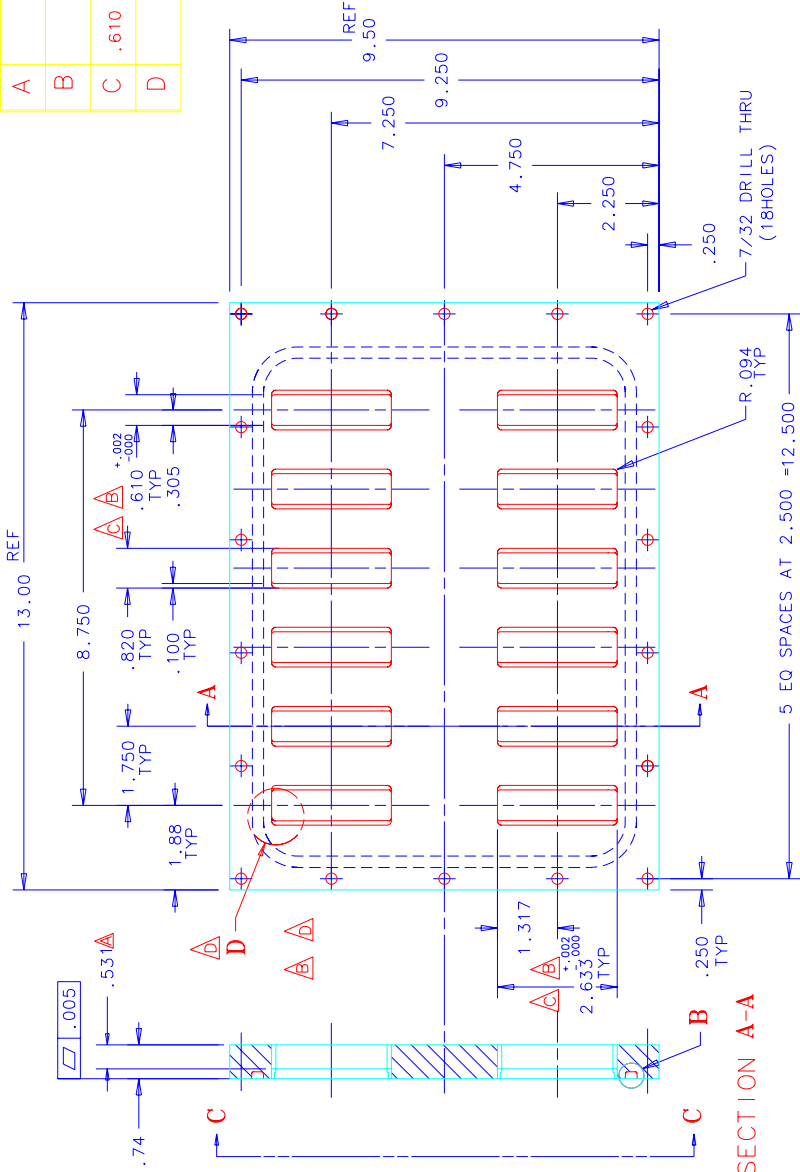 A
B
C .610
D
13.00 REF
8.750
1.750
TYP
1.88
TYP
.820
TYP
.100
TYP
C B
.610 +.002 -.000
TYP
.305
REF
9.50
9.250
7.250
4.750
2.250
.250
7/32 DRILL THRU
(18HOLES)
R.094
TYP
5 EQ SPACES AT 2.500 =12.500
A
A
D
D
B D
1.317
C B
2.633 +.002 -.000
TYP
.250
TYP
.005
.531 A
.74
C
C
B
SECTION A-A